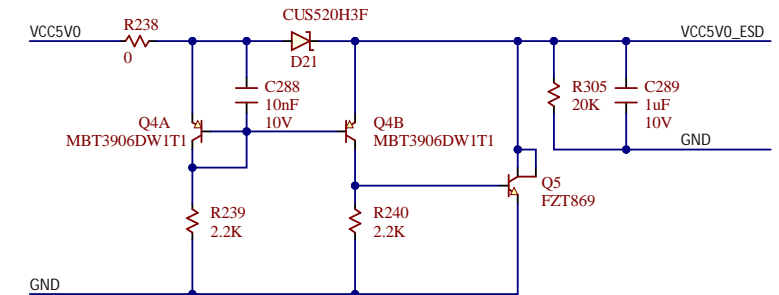 CUS520H3F
VCC5V0
R238
0
D21
VCC5V0_ESD
C288
10nF
10V
R305
20K
C289
1uF
10V
Q4A
MBT3906DW1T1
Q4B
MBT3906DW1T1
GND
Q5
FZT869
R239
2.2K
R240
2.2K
GND